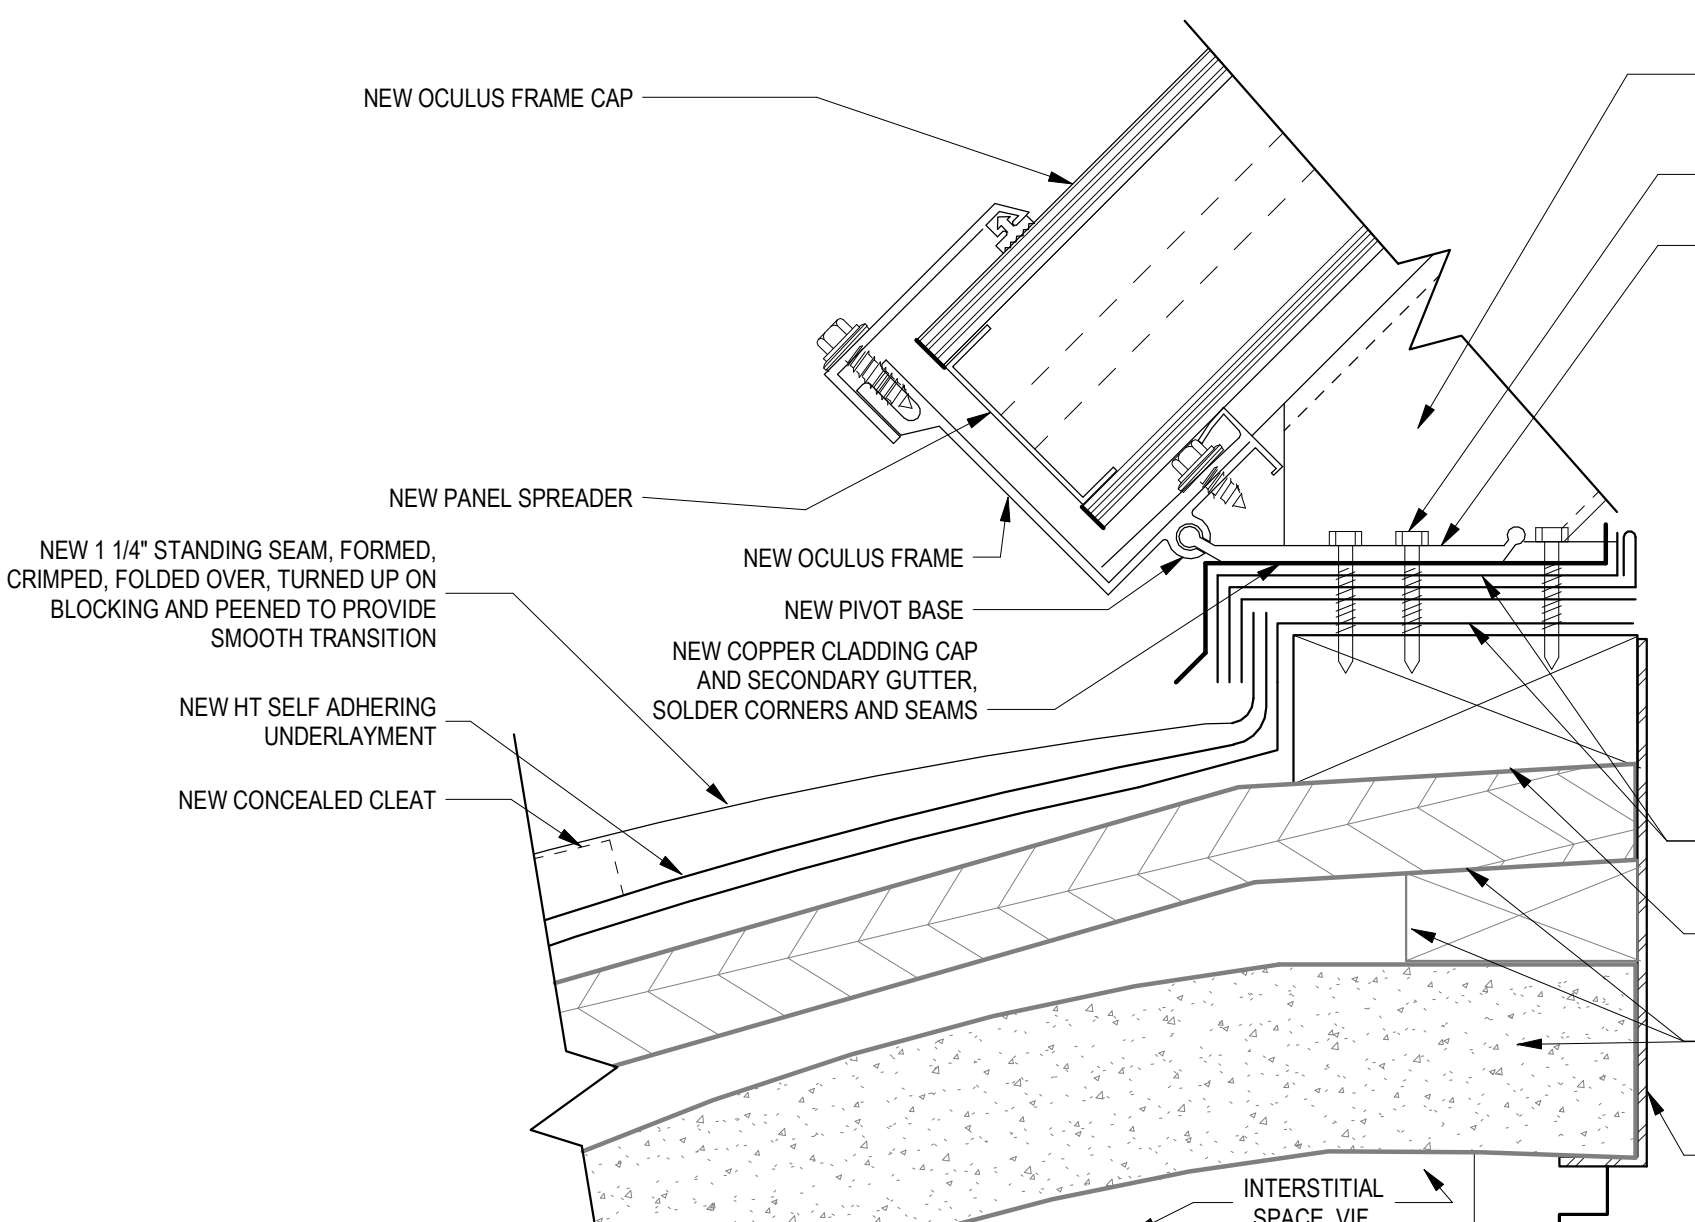 NEW OCULUS FRAME CAP
NEW PANEL SPREADER
NEW 1 1/4" STANDING SEAM, FORMED,
CRIMPED, FOLDED OVER, TURNED UP ON
BLOCKING AND PEENED TO PROVIDE
SMOOTH TRANSITION
NEW OCULUS FRAME
NEW PIVOT BASE
NEW COPPER CLADDING CAP
AND SECONDARY GUTTER,
SOLDER CORNERS AND SEAMS
NEW HT SELF ADHERING
UNDERLAYMENT
NEW CONCEALED CLEAT
INTERSTITIAL
SPACE, VIF